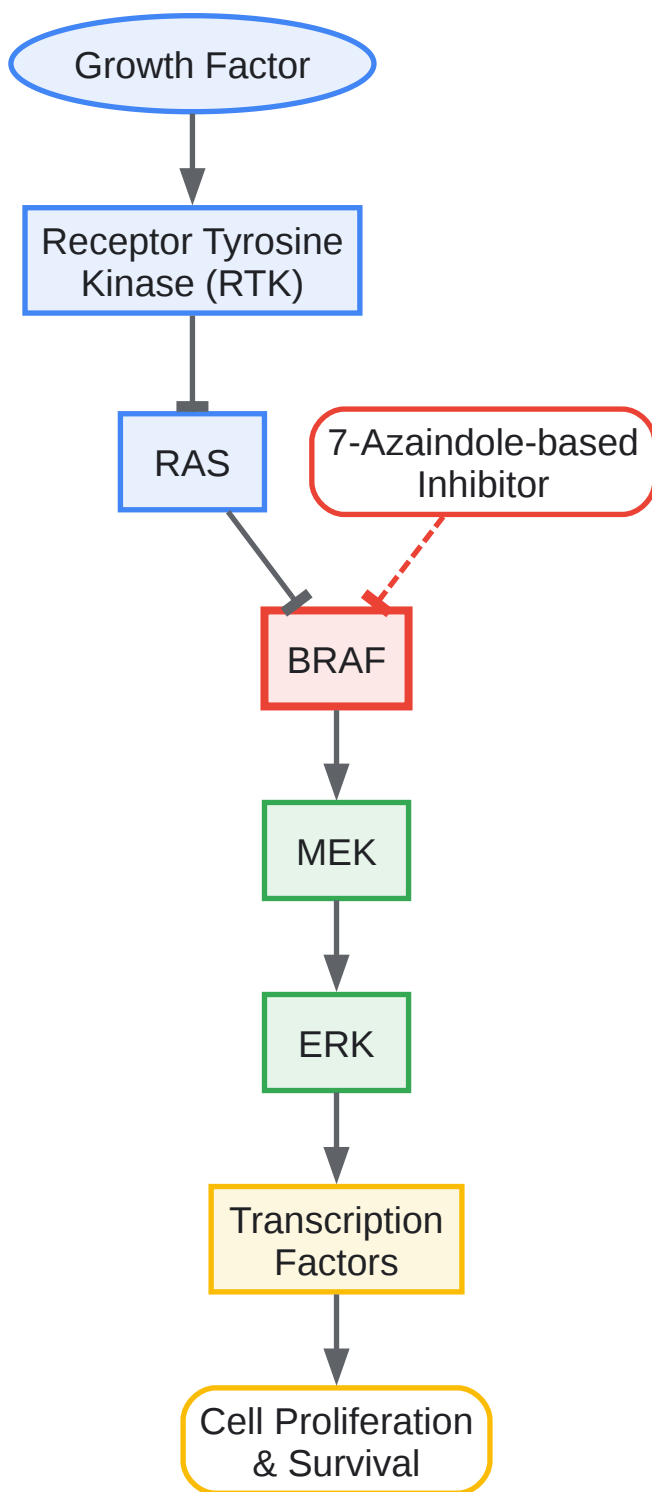 Growth Factor
Receptor Tyrosine
Kinase (RTK)
RAS
7-Azaindole-based
Inhibitor
BRAF
MEK
ERK
Transcription
Factors
Cell Proliferation
& Survival